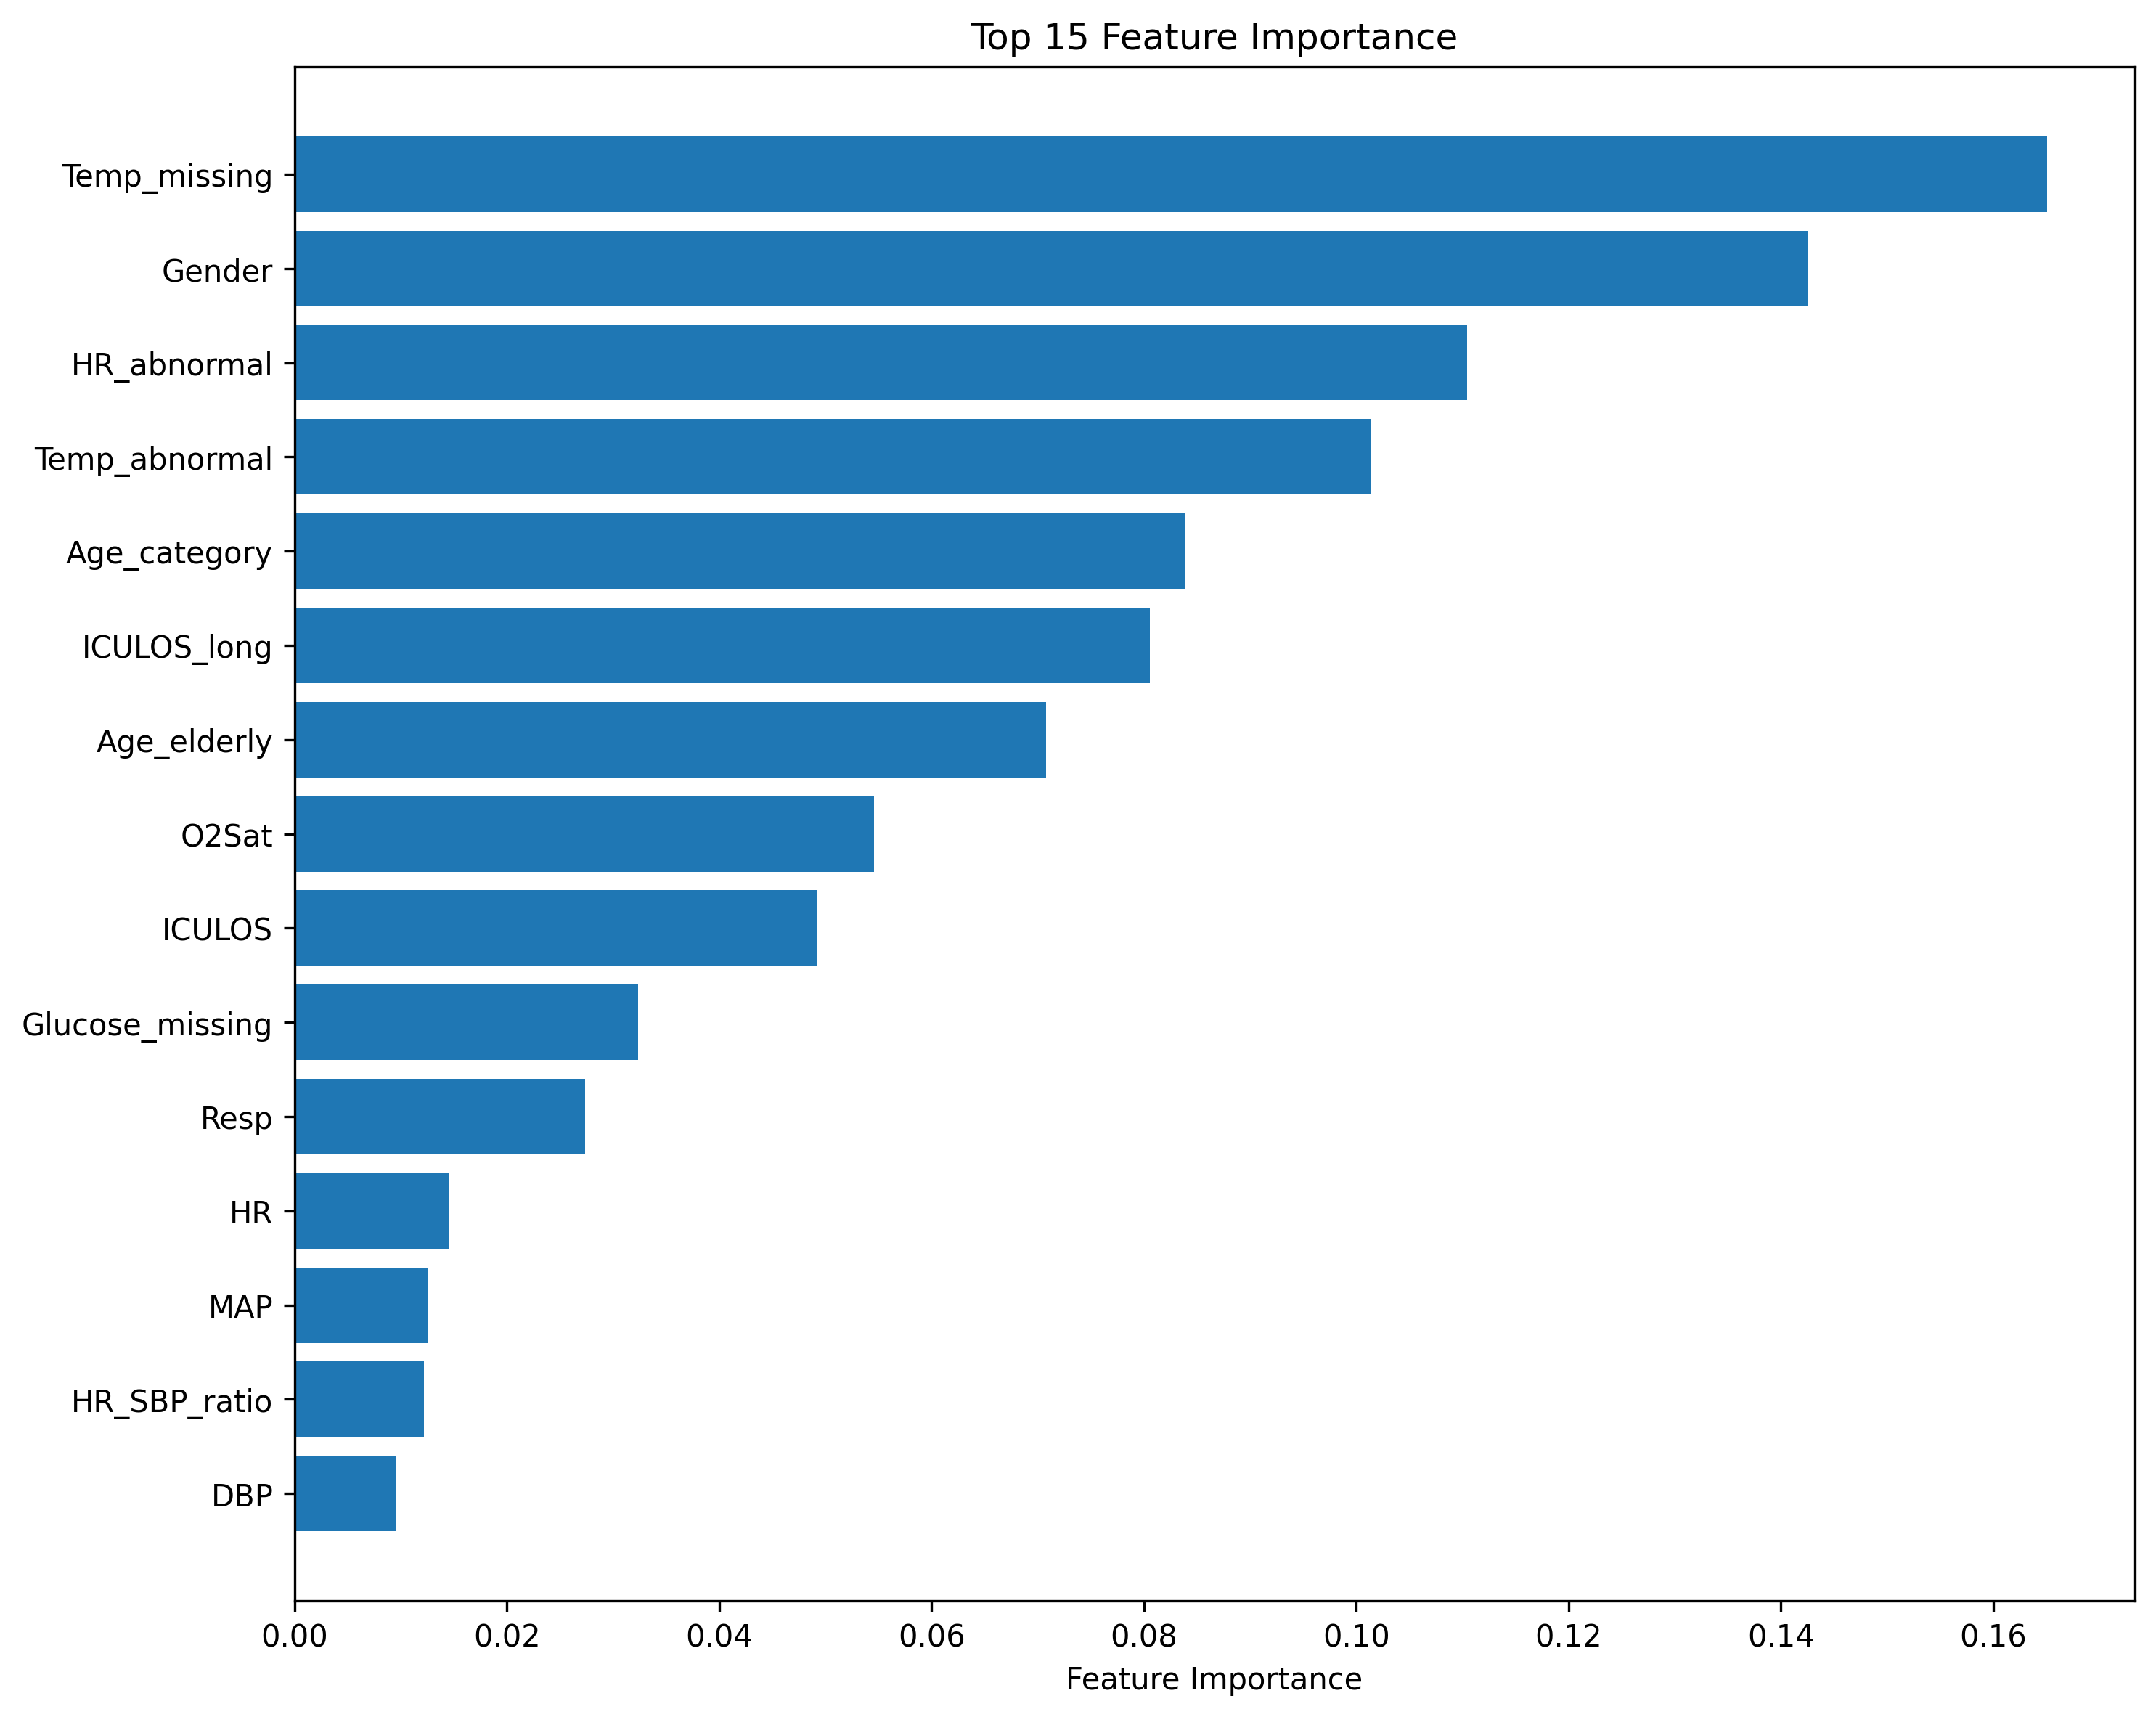 Top 15 Feature Importance
Temp_missing
Gender
HR_abnormal
Temp_abnormal
Age_category
ICULOS_long
Age_elderly
O2Sat
ICULOS
Glucose_missing
Resp
HR
MAP
HR_SBP_ratio
DBP
0.00 0.02 0.04 0.06 0.08 0.10 0.12 0.14 0.16
Feature Importance